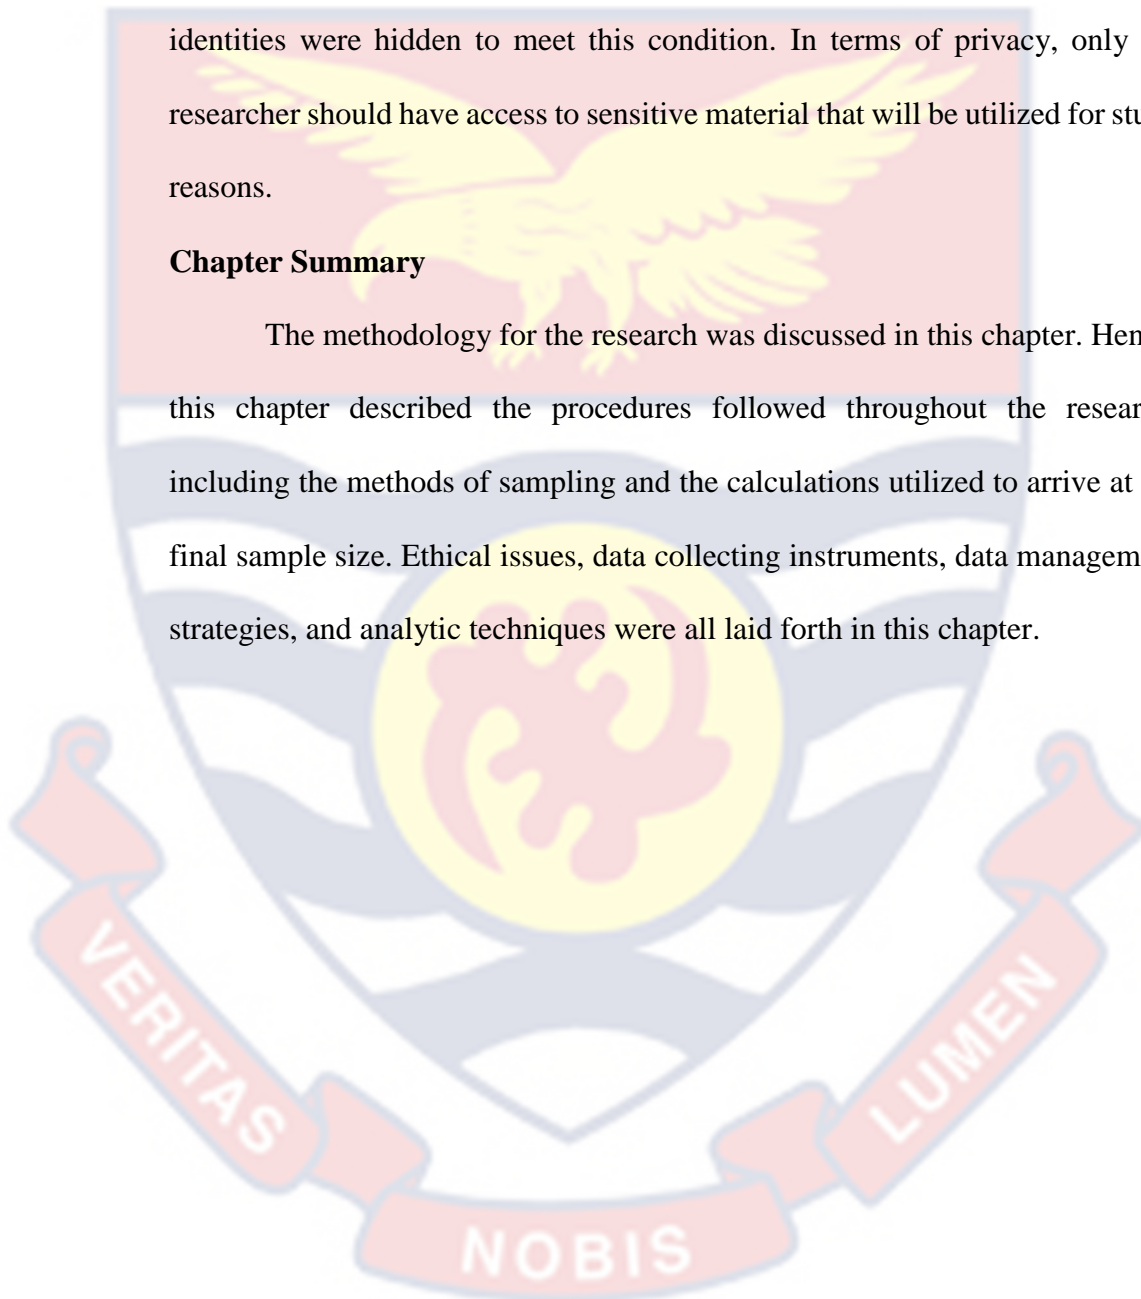 identities were hidden to meet this condition. In terms of privacy, only
researcher should have access to sensitive material that will be utilized for stu
reasons.
Chapter Summary
The methodology for the research was discussed in this chapter. Hen
this chapter described the procedures followed throughout the resear
including the methods of sampling and the calculations utilized to arrive at
final sample size. Ethical issues, data collecting instruments, data managem
strategies, and analytic techniques were all laid forth in this chapter.
VERITAS
NOBIS
LUMEN